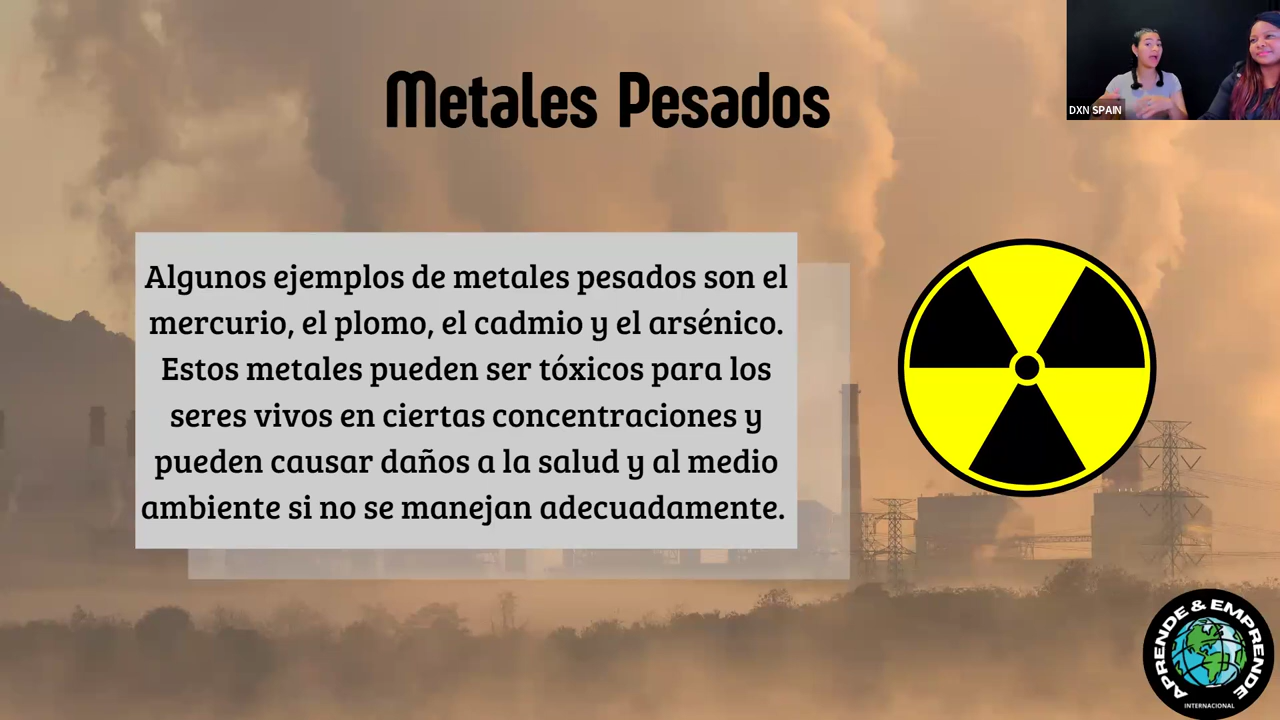 Metales Pesados
DXN SPAIN
Algunos ejemplos de metales pesados son el
mercurio, el plomo, el cadmio y el arsénico.
Estos metales pueden ser tóxicos para los
seres vivos en ciertas concentraciones y
pueden causar daños a la salud y al medio
ambiente si no se manejan adecuadamente.
APRENDE & EMPRENDE
INTERNACIONAL